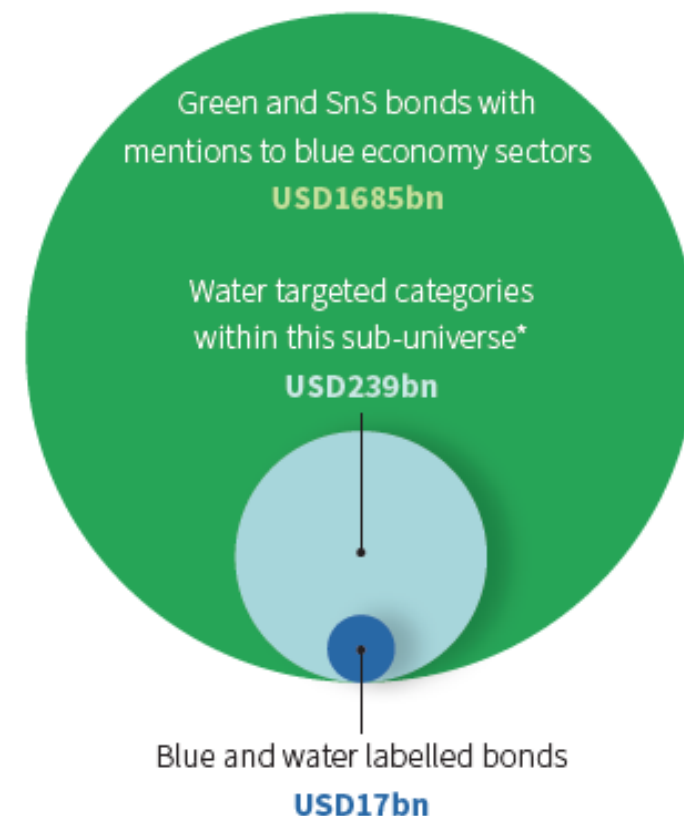 Green and SnS bonds with
mentions to blue economy sectors
USD1685bn
Water targeted categories
within this sub-universe*
USD239bn
Blue and water labelled bonds
USD17bn